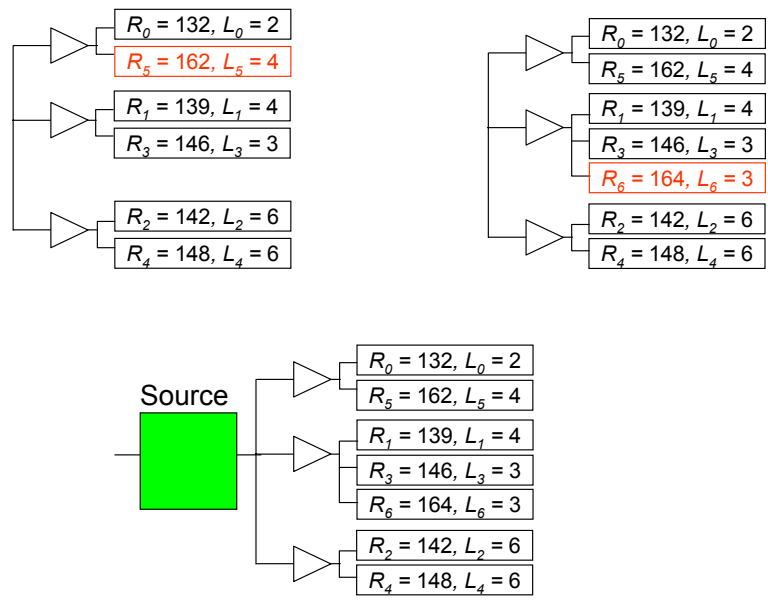 R₀ = 132, L₀ = 2
R₅ = 162, L₅ = 4
R₁ = 139, L₁ = 4
R₃ = 146, L₃ = 3
R₂ = 142, L₂ = 6
R₄ = 148, L₄ = 6
R₀ = 132, L₀ = 2
R₅ = 162, L₅ = 4
R₁ = 139, L₁ = 4
R₃ = 146, L₃ = 3
R₆ = 164, L₆ = 3
R₂ = 142, L₂ = 6
R₄ = 148, L₄ = 6
Source
R₀ = 132, L₀ = 2
R₅ = 162, L₅ = 4
R₁ = 139, L₁ = 4
R₃ = 146, L₃ = 3
R₆ = 164, L₆ = 3
R₂ = 142, L₂ = 6
R₄ = 148, L₄ = 6